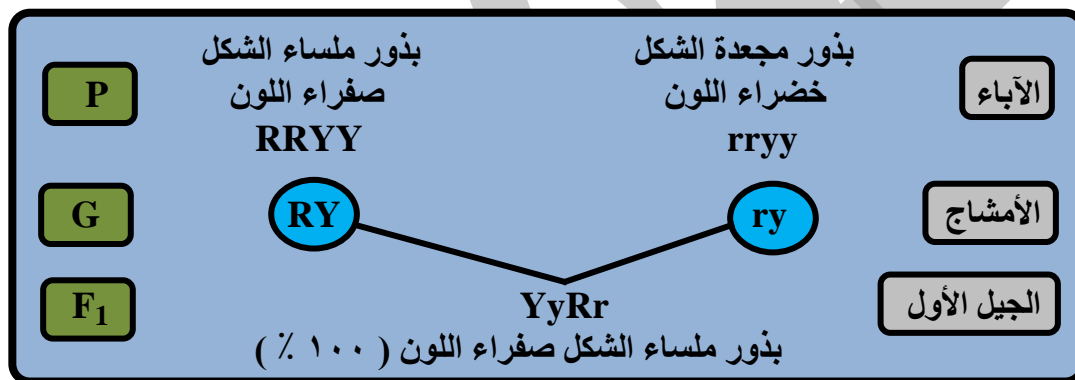 بذور مجعدة الشكل
خضراء اللون
rryy
بذور ملساء الشكل
صفراء اللون
RRYY
الآباء
P
الأمشاج
ry
RY
G
الجيل الأول
YyRr
F₁
بذور ملساء الشكل صفراء اللون ( ١٠٠ ٪ )